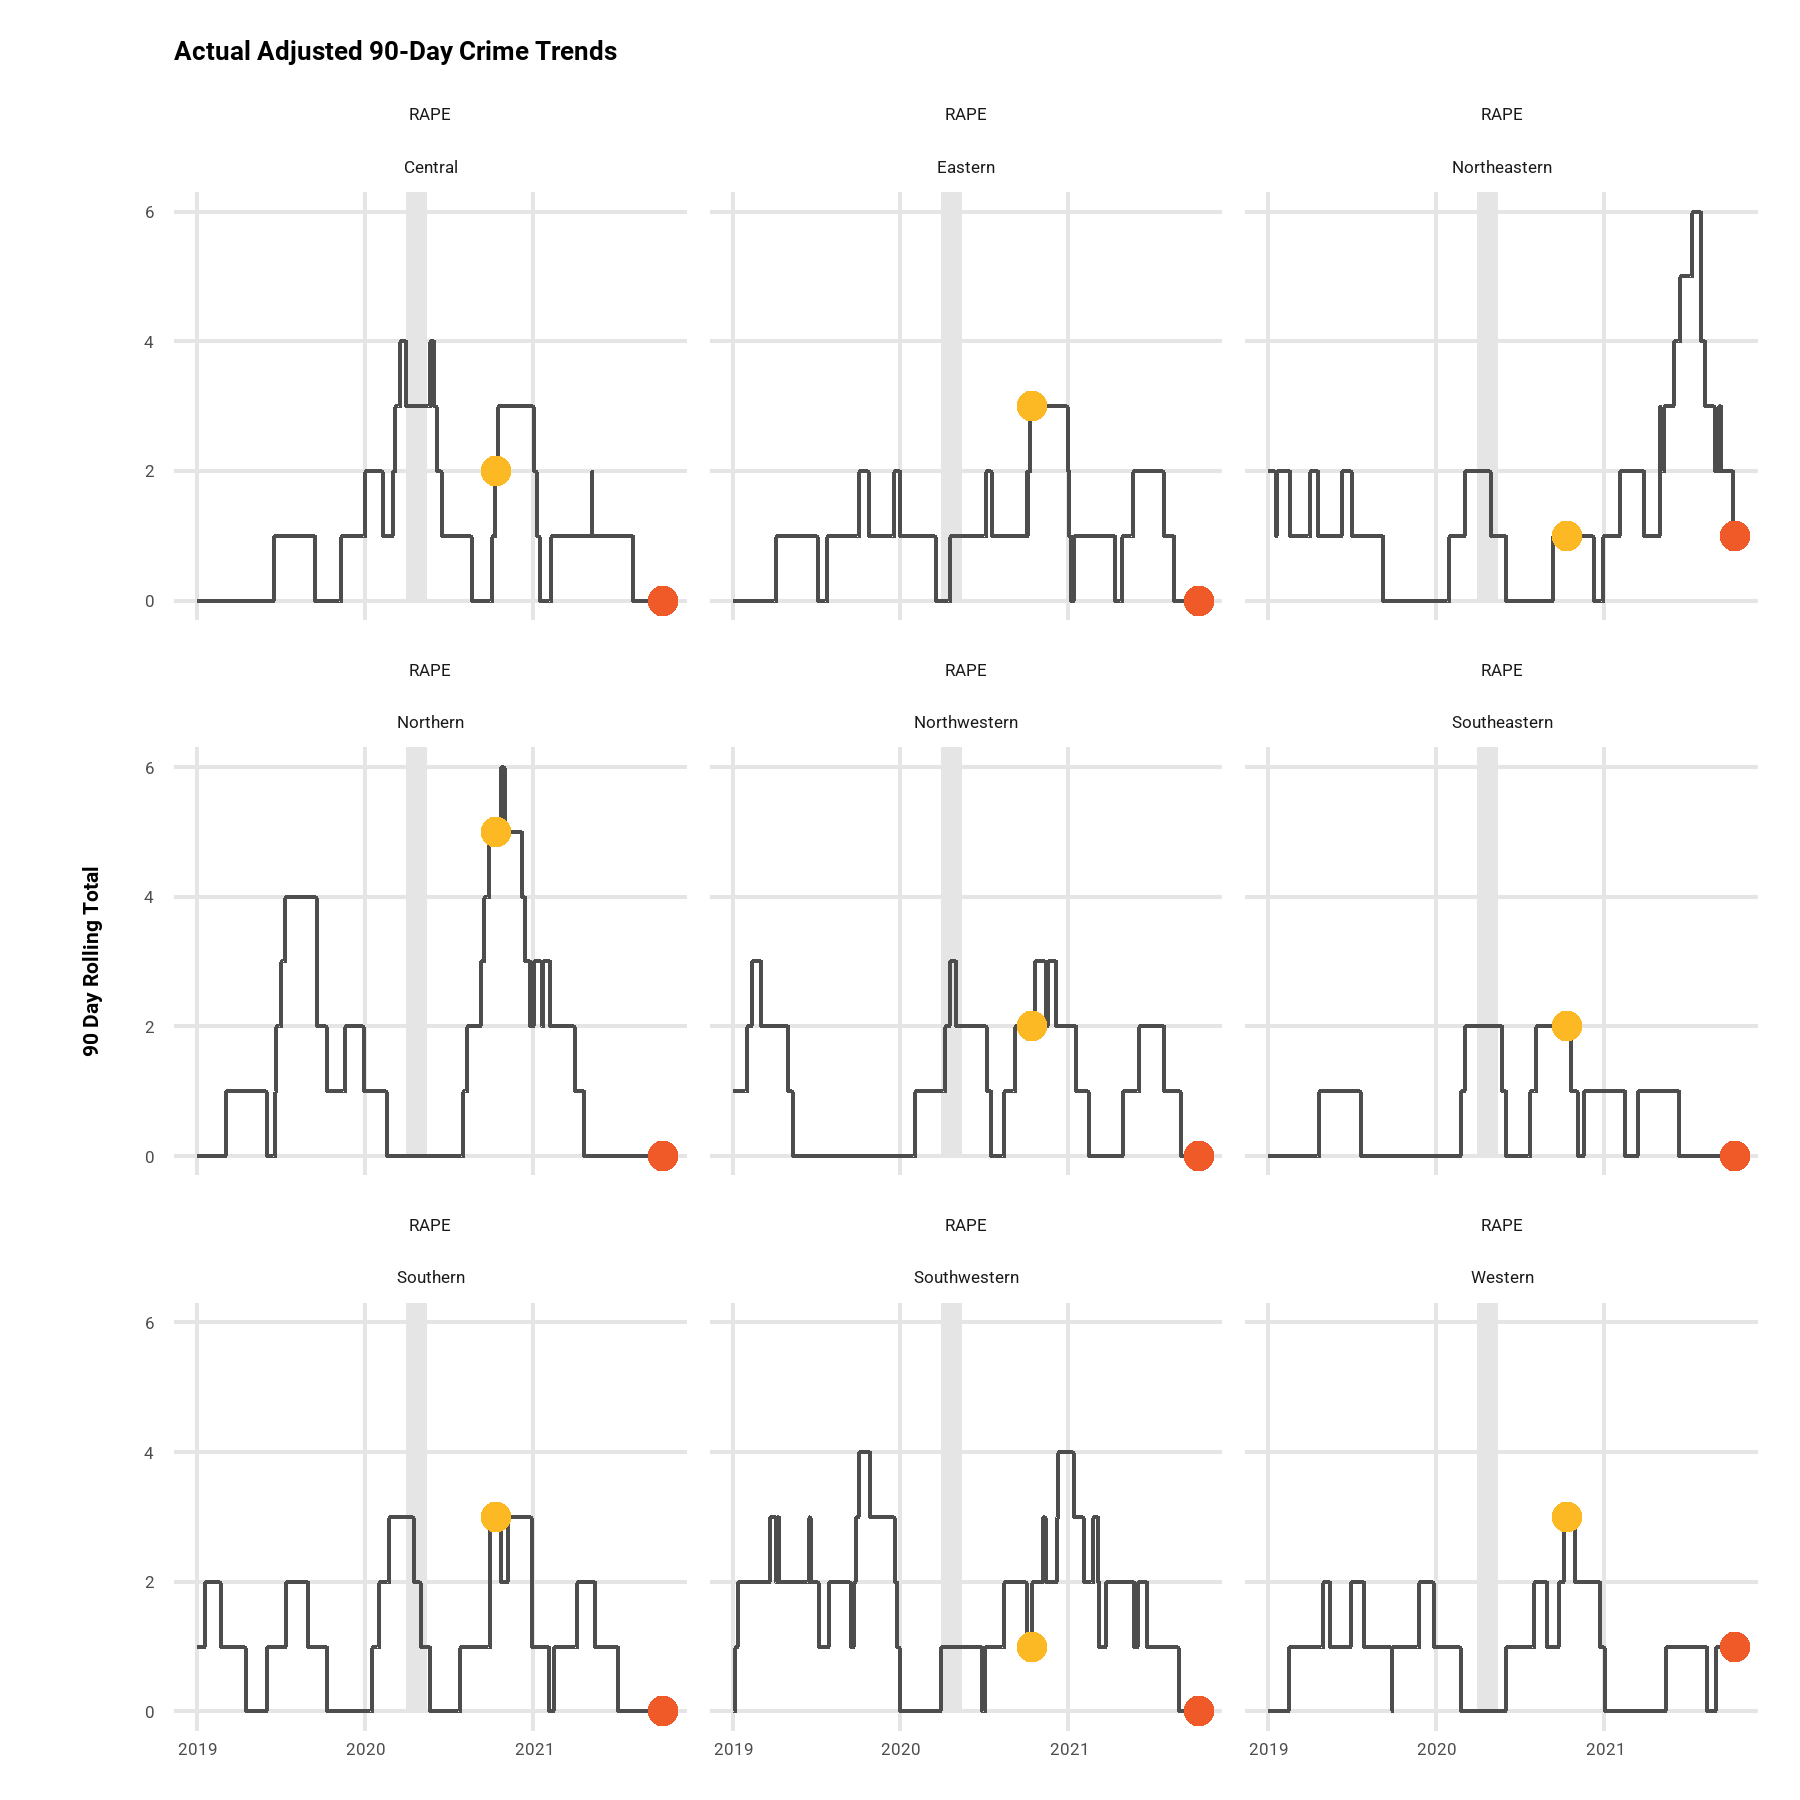 Actual Adjusted 90-Day Crime Trends
RAPE RAPE RAPE
Central Eastern Northeastern
6
4
2
0
RAPE RAPE RAPE
Northern Northwestern Southeastern
90 Day Rolling Total
6
4
2
0
RAPE RAPE RAPE
Southern Southwestern Western
6
4
2
0
2019 2020 2021 2019 2020 2021 2019 2020 2021